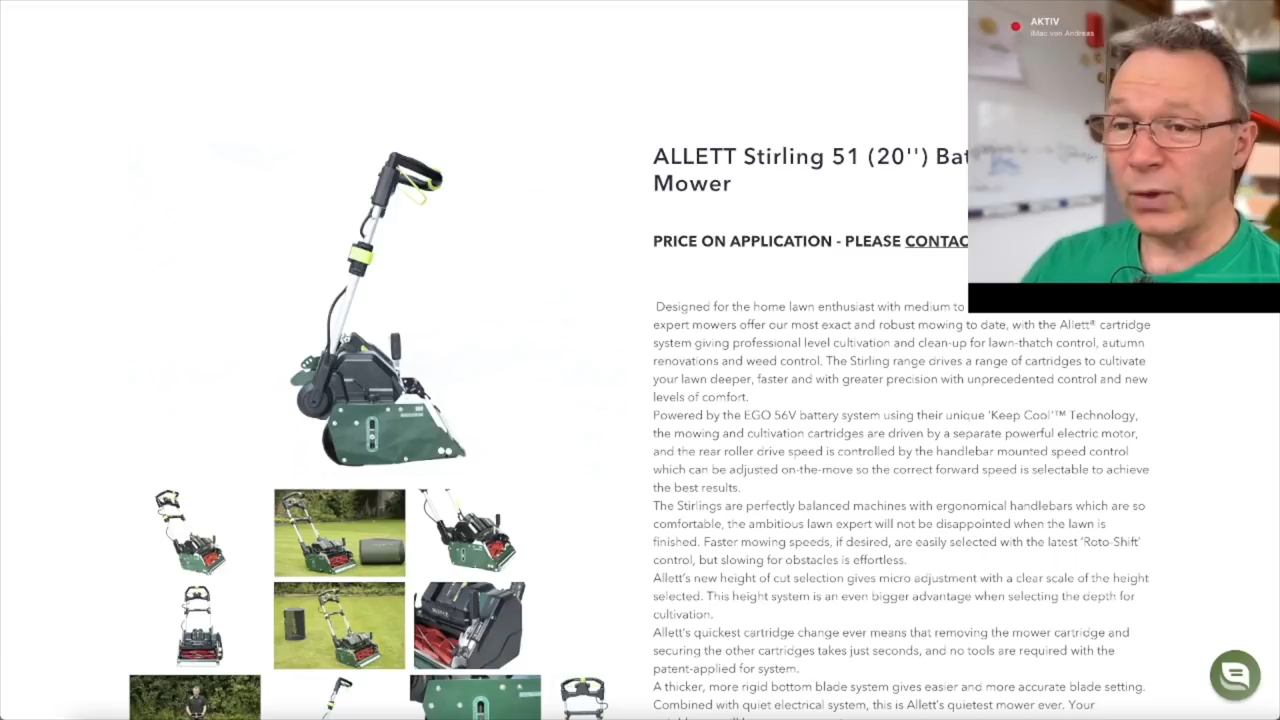 AKTIV
iMac von Andreas
ALLETT Stirling 51 (20'') Bat
Mower
PRICE ON APPLICATION - PLEASE CONTAC
Designed for the home lawn enthusiast with medium to
expert mowers offer our most exact and robust mowing to date, with the Allett® cartridge
system giving professional level cultivation and clean-up for lawn-thatch control, autumn
renovations and weed control. The Stirling range drives a range of cartridges to cultivate
your lawn deeper, faster and with greater precision with unprecedented control and new
levels of comfort.
Powered by the EGO 56V battery system using their unique 'Keep Cool'™ Technology,
the mowing and cultivation cartridges are driven by a separate powerful electric motor,
and the rear roller drive speed is controlled by the handlebar mounted speed control
which can be adjusted on-the-move so the correct forward speed is selectable to achieve
the best results.
The Stirlings are perfectly balanced machines with ergonomical handlebars which are so
comfortable, the ambitious lawn expert will not be disappointed when the lawn is
finished. Faster mowing speeds, if desired, are easily selected with the latest 'Roto-Shift'
control, but slowing for obstacles is effortless.
Allett's new height of cut selection gives micro adjustment with a clear scale of the height
selected. This height system is an even bigger advantage when selecting the depth for
cultivation.
Allett's quickest cartridge change ever means that removing the mower cartridge and
securing the other cartridges takes just seconds, and no tools are required with the
patent-applied for system.
A thicker, more rigid bottom blade system gives easier and more accurate blade setting.
Combined with quiet electrical system, this is Allett's quietest mower ever. Your